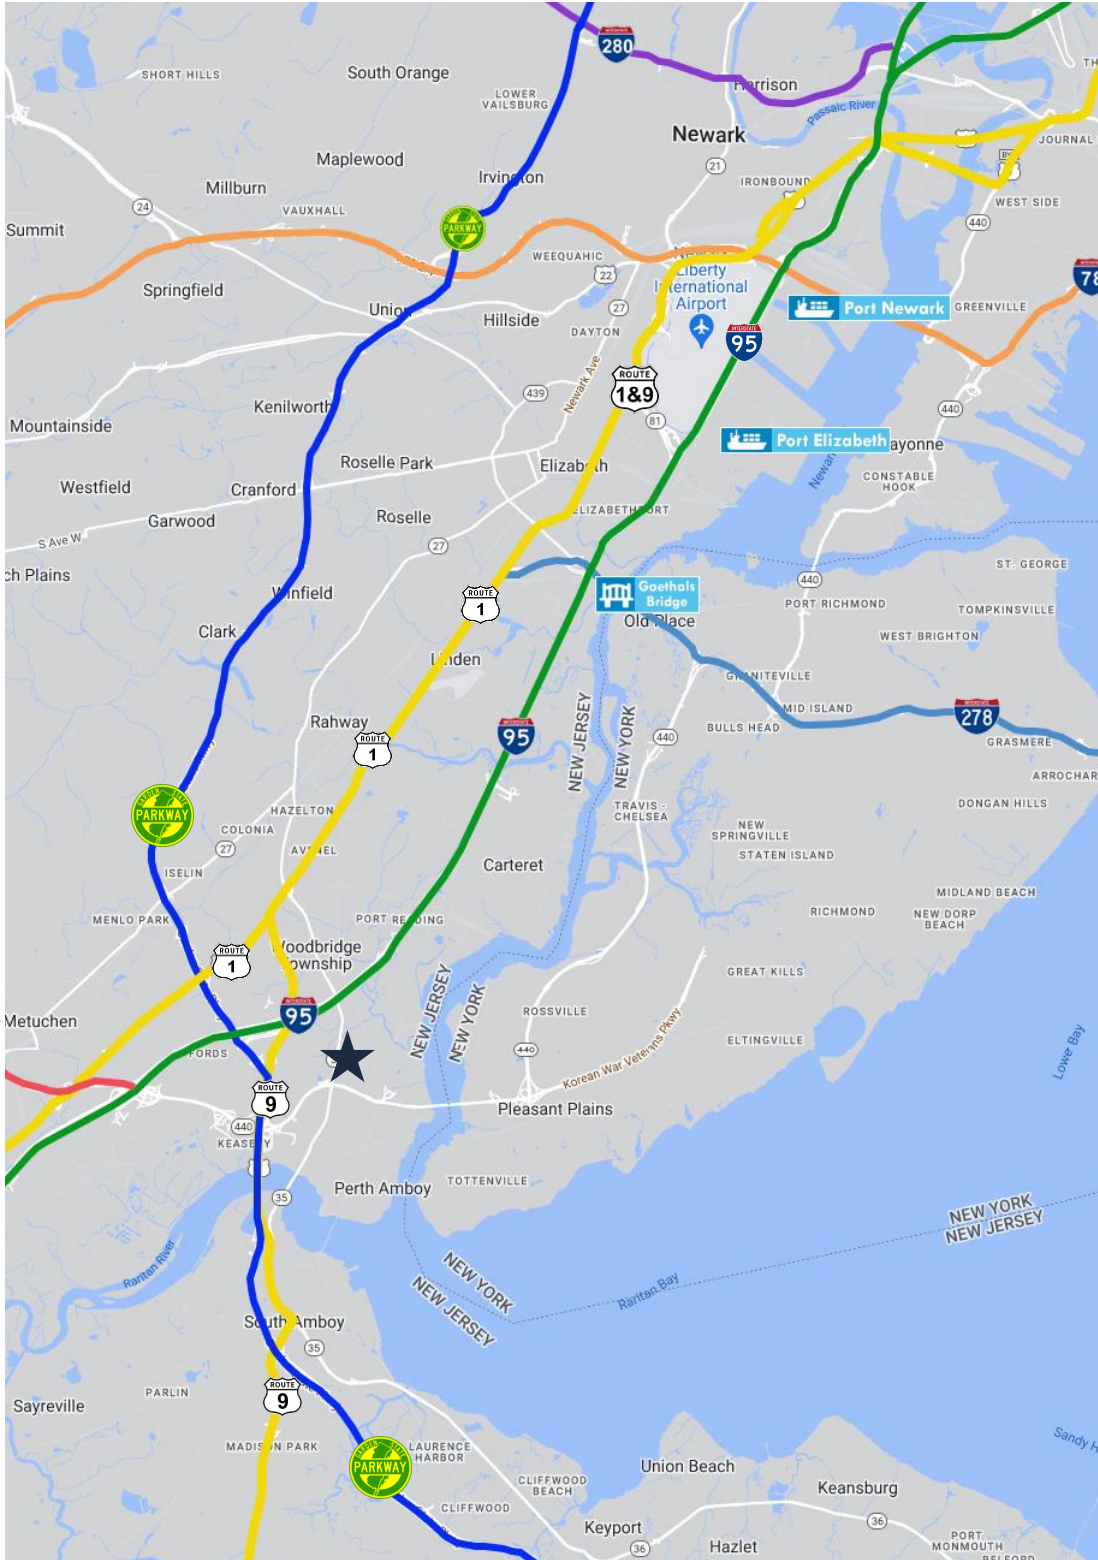 280
SHORT HILLS
South Orange
LOWER
VAILSBURG
Harrison
Passaic River
Newark
JOURNAL
Maplewood
Irvington
21
IRONBOUND
Millburn
24
VAUXHALL
WEST SIDE
Summit
PARKWAY
440
WEEQUAHIC
22
Liberty
International
Airport
78
Springfield
Union
Hillside
27
Port Newark
GREENVILLE
DAYTON
INTERSTATE
95
ROUTE
1&9
Newark Ave
439
Kenilworth
440
81
Mountainside
Port Elizabeth
Roselle Park
Elizabeth
CONSTABLE
HOOK
Westfield
Cranford
Garwood
Roselle
S Ave W
27
ST. GEORGE
Winfield
ROUTE
1
Goethals
Bridge
440
PORT RICHMOND
TOMPKINSVILLE
Old Place
Clark
WEST BRIGHTON
Linden
GRANITEVILLE
MID ISLAND
INTERSTATE
278
Rahway
ROUTE
1
INTERSTATE
95
NEW JERSEY
NEW YORK
440
BULLS HEAD
GRASMERE
ARROCHAR
GARDEN STATE
PARKWAY
HAZELTON
TRAVIS -
CHELSEA
DONGAN HILLS
COLONIA
NEW
SPRINGVILLE
27
AVENEL
STATEN ISLAND
ISELIN
Carteret
MIDLAND BEACH
MENLO PARK
PORT READING
RICHMOND
NEW DORP
BEACH
ROUTE
1
Woodbridge
Township
GREAT KILLS
NEW JERSEY
NEW YORK
Metuchen
INTERSTATE
95
ROSSVILLE
ELTINGVILLE
FORDS
440
Korean War Veterans Pkwy
Lower Bay
ROUTE
9
Pleasant Plains
440
KEASBEY
Perth Amboy
TOTTENVILLE
35
NEW YORK
NEW JERSEY
Raritan River
NEW YORK
NEW JERSEY
Raritan Bay
South Amboy
35
PARLIN
ROUTE
9
Sayreville
MADISON PARK
GARDEN STATE
PARKWAY
LAURENCE
HARBOR
Union Beach
CLIFFWOOD
BEACH
Keansburg
CLIFFWOOD
Keyport
36
36
Hazlet
PORT
MONMOUTH